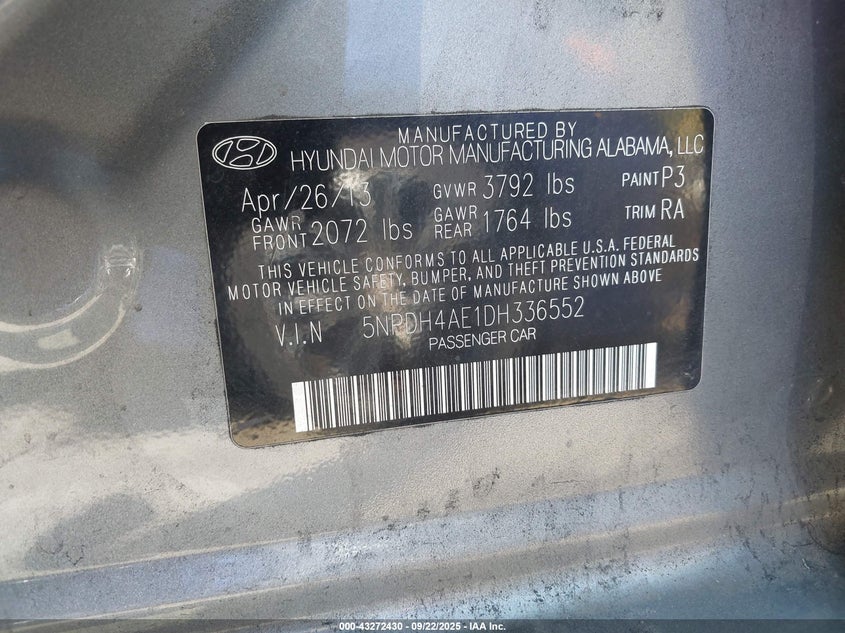 MANUFACTURED BY
HYUNDAI MOTOR MANUFACTURING ALABAMA, LLC
Apr/26/13 GVWR 3792 lbs PAINT P3
GAWR FRONT 2072 lbs GAWR REAR 1764 lbs TRIM RA
THIS VEHICLE CONFORMS TO ALL APPLICABLE U.S.A. FEDERAL
MOTOR VEHICLE SAFETY, BUMPER, AND THEFT PREVENTION STANDARDS
IN EFFECT ON THE DATE OF MANUFACTURE SHOWN ABOVE
V.I.N 5NPDH4AE1DH336552
PASSENGER CAR
000-43272430 - 09/22/2025 - IAA Inc.